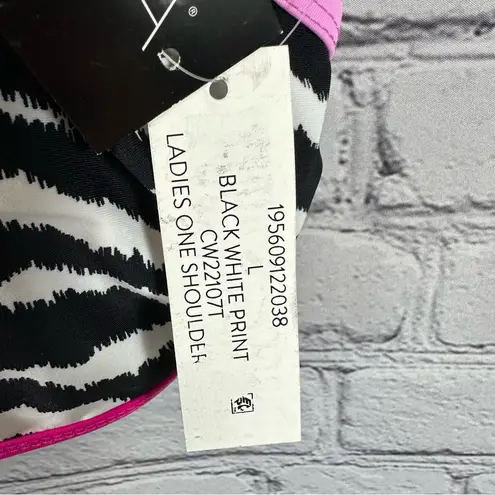 195609122038
L
BLACK WHITE PRINT
CW22107T
LADIES ONE SHOULDER